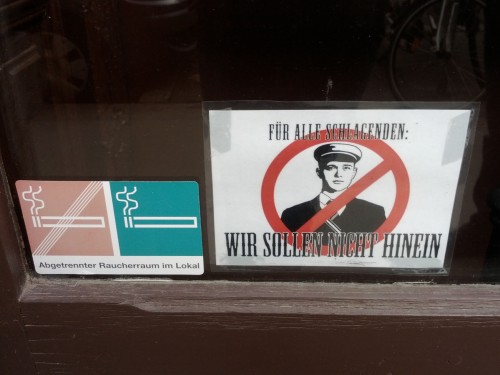 FÜR ALLE SCHLAGENDEN:
WIR SOLLEN NICHT HINEIN
Abgetrennter Raucherraum im Lokal